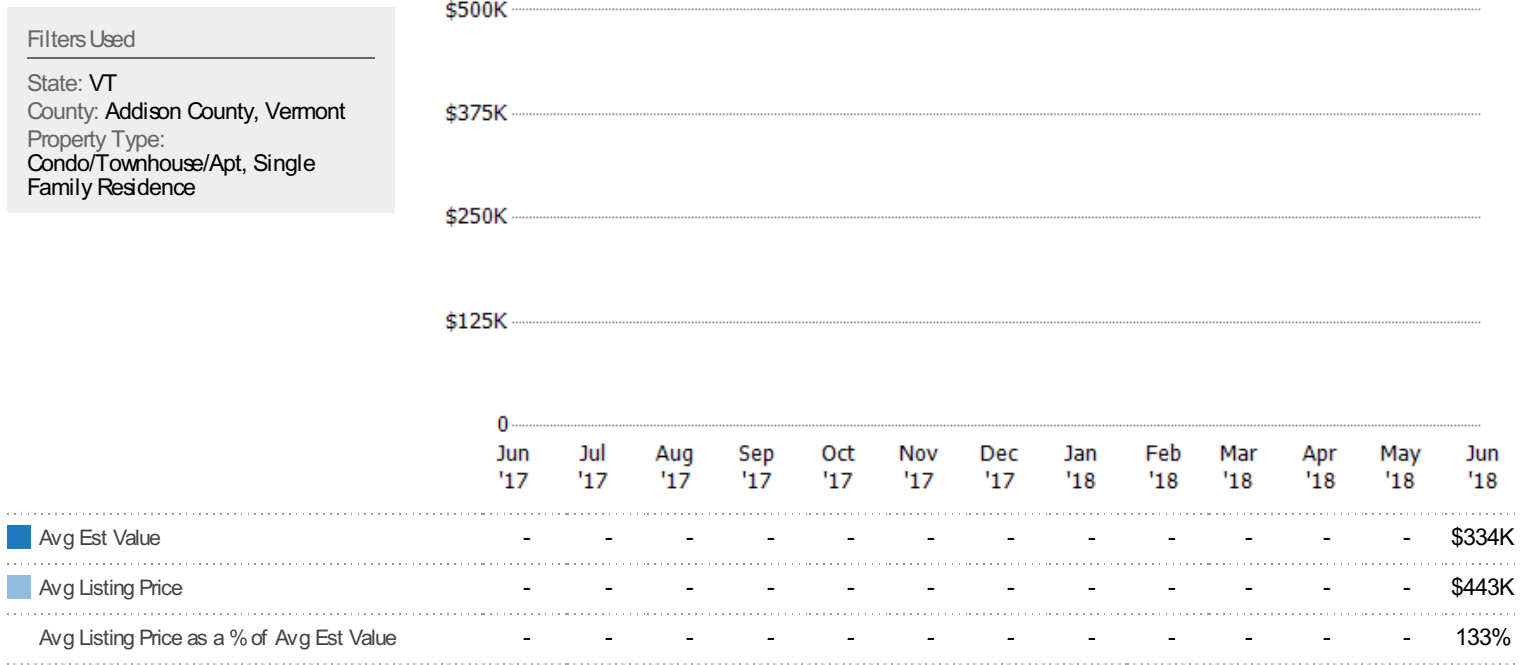 Filters Used
State: VT
County: Addison County, Vermont
Property Type:
Condo/Townhouse/Apt, Single
Family Residence
$500K
$375K
$250K
$125K
0
Jun Jul Aug Sep Oct Nov Dec Jan Feb Mar Apr May Jun
'17 '17 '17 '17 '17 '17 '17 '18 '18 '18 '18 '18 '18
Avg Est Value - - - - - - - - - - - - $334K
Avg Listing Price - - - - - - - - - - - - $443K
Avg Listing Price as a % of Avg Est Value - - - - - - - - - - - - 133%